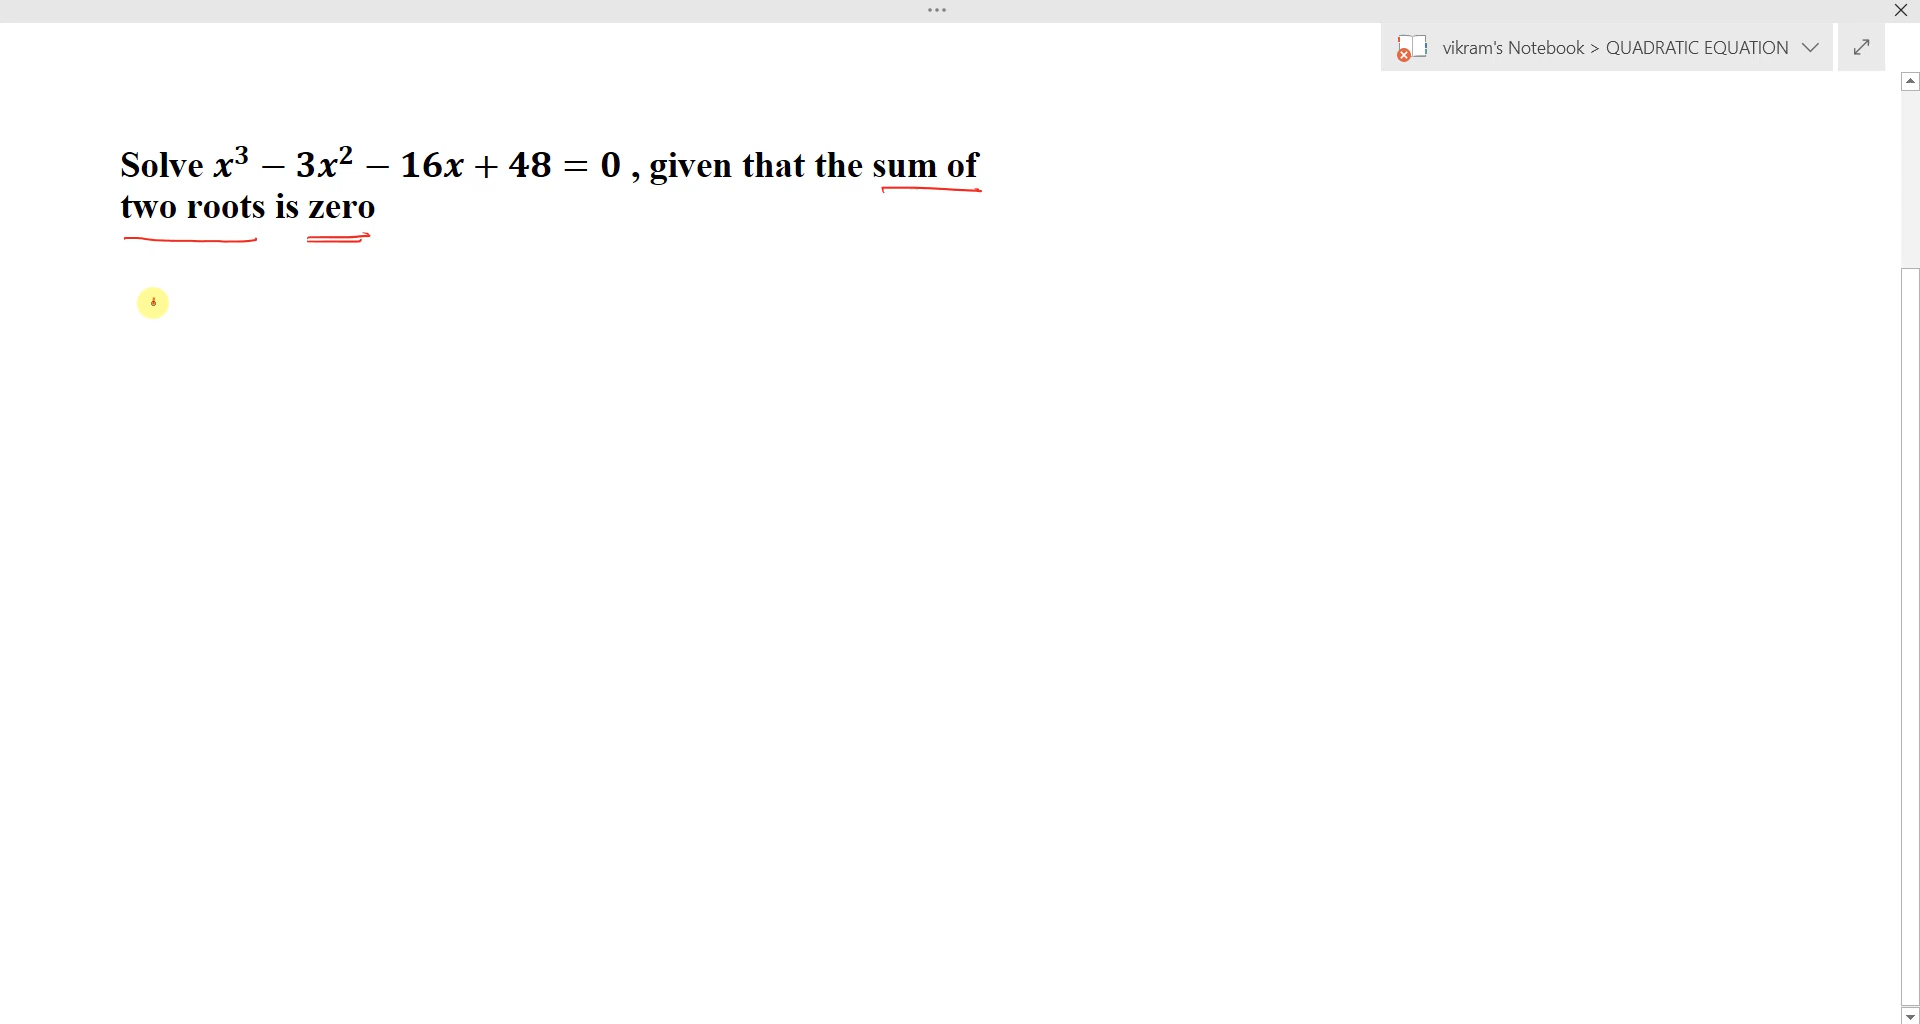 vikram's Notebook > QUADRATIC EQUATION
Solve x³ − 3x² − 16x + 48 = 0 , given that the sum of
two roots is zero